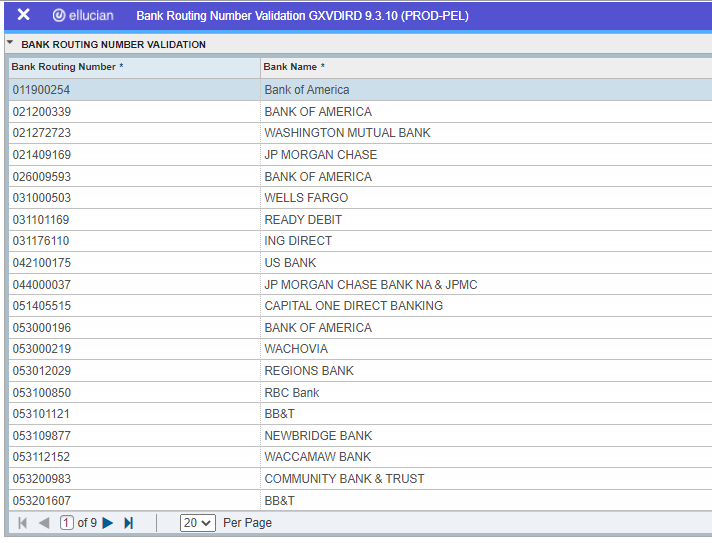 ellucian Bank Routing Number Validation GXVDIRD 9.3.10 (PROD-PEL)
BANK ROUTING NUMBER VALIDATION
Bank Routing Number * Bank Name *
011900254 Bank of America
021200339 BANK OF AMERICA
021272723 WASHINGTON MUTUAL BANK
021409169 JP MORGAN CHASE
026009593 BANK OF AMERICA
031000503 WELLS FARGO
031101169 READY DEBIT
031176110 ING DIRECT
042100175 US BANK
044000037 JP MORGAN CHASE BANK NA & JPMC
051405515 CAPITAL ONE DIRECT BANKING
053000196 BANK OF AMERICA
053000219 WACHOVIA
053012029 REGIONS BANK
053100850 RBC Bank
053101121 BB&T
053109877 NEWBRIDGE BANK
053112152 WACCAMAW BANK
053200983 COMMUNITY BANK & TRUST
053201607 BB&T
1 of 9 20 Per Page